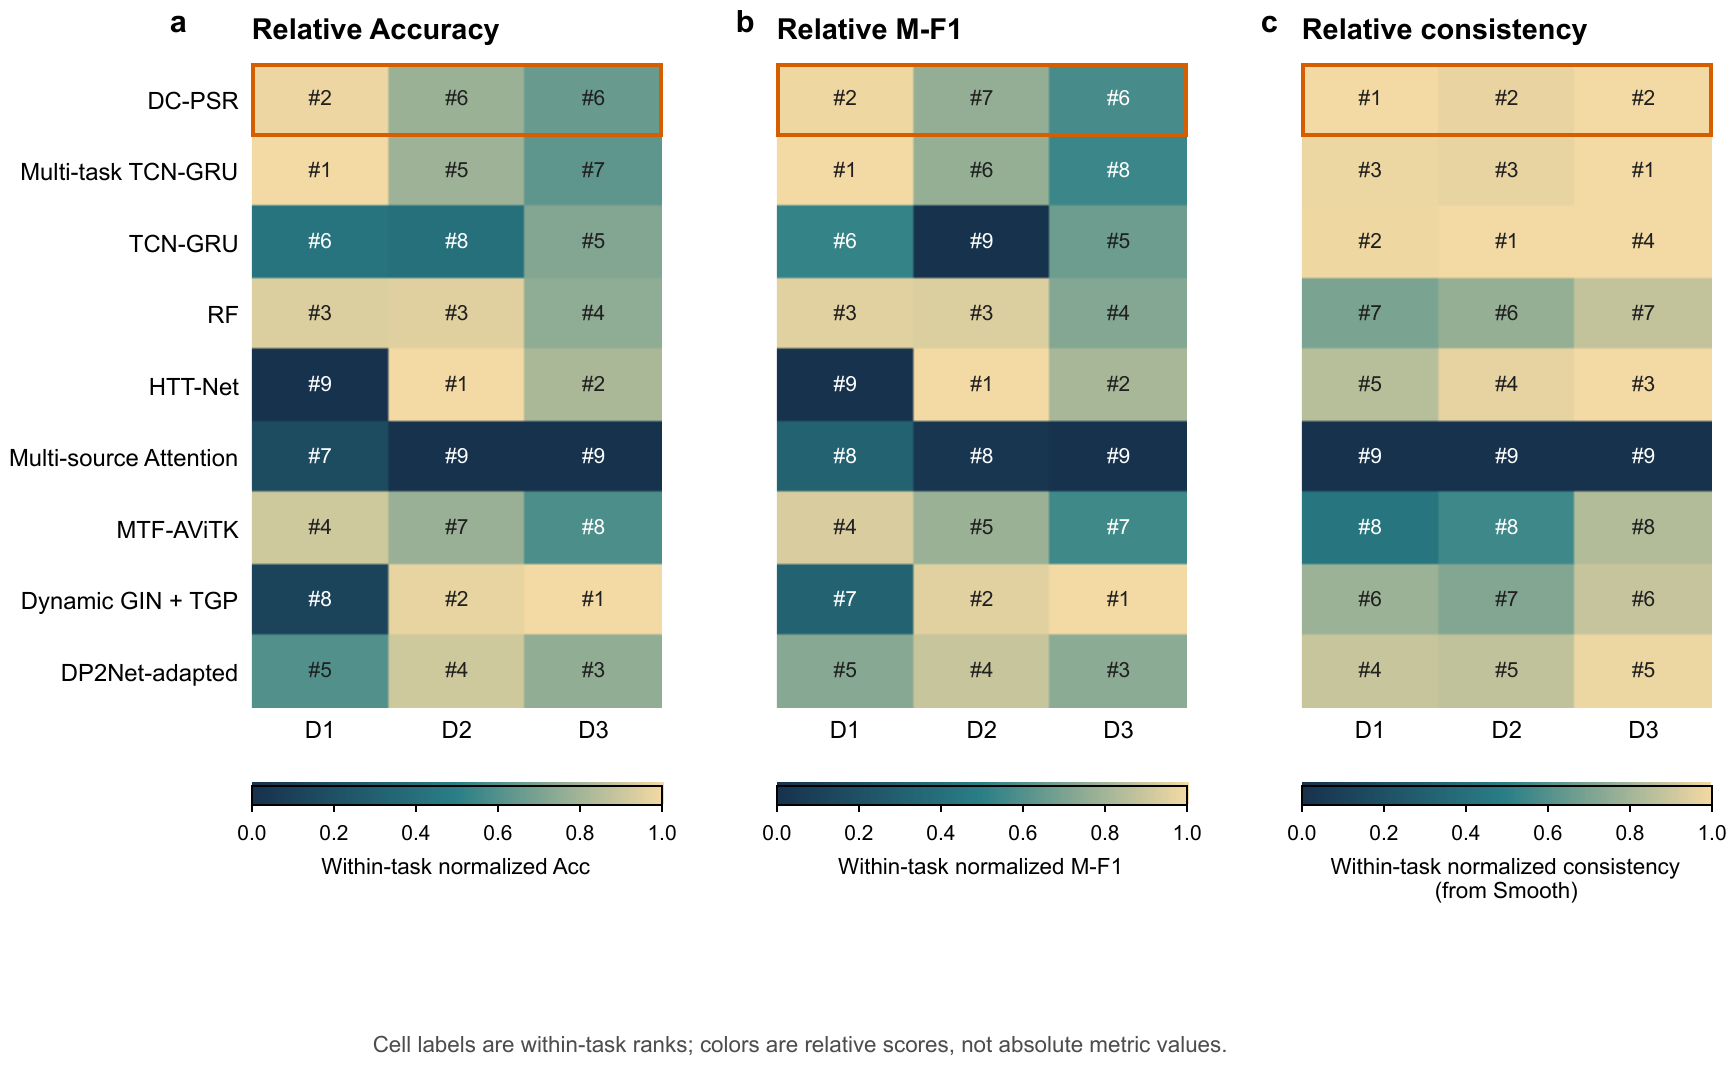 a Relative Accuracy b Relative M-F1 c Relative consistency
DC-PSR #2 #6 #6 #2 #7 #6 #1 #2 #2
Multi-task TCN-GRU #1 #5 #7 #1 #6 #8 #3 #3 #1
TCN-GRU #6 #8 #5 #6 #9 #5 #2 #1 #4
RF #3 #3 #4 #3 #3 #4 #7 #6 #7
HTT-Net #9 #1 #2 #9 #1 #2 #5 #4 #3
Multi-source Attention #7 #9 #9 #8 #8 #9 #9 #9 #9
MTF-AViTK #4 #7 #8 #4 #5 #7 #8 #8 #8
Dynamic GIN + TGP #8 #2 #1 #7 #2 #1 #6 #7 #6
DP2Net-adapted #5 #4 #3 #5 #4 #3 #4 #5 #5
D1 D2 D3 D1 D2 D3 D1 D2 D3
0.0 0.2 0.4 0.6 0.8 1.0 0.0 0.2 0.4 0.6 0.8 1.0 0.0 0.2 0.4 0.6 0.8 1.0
Within-task normalized Acc Within-task normalized M-F1 Within-task normalized consistency
(from Smooth)
Cell labels are within-task ranks; colors are relative scores, not absolute metric values.